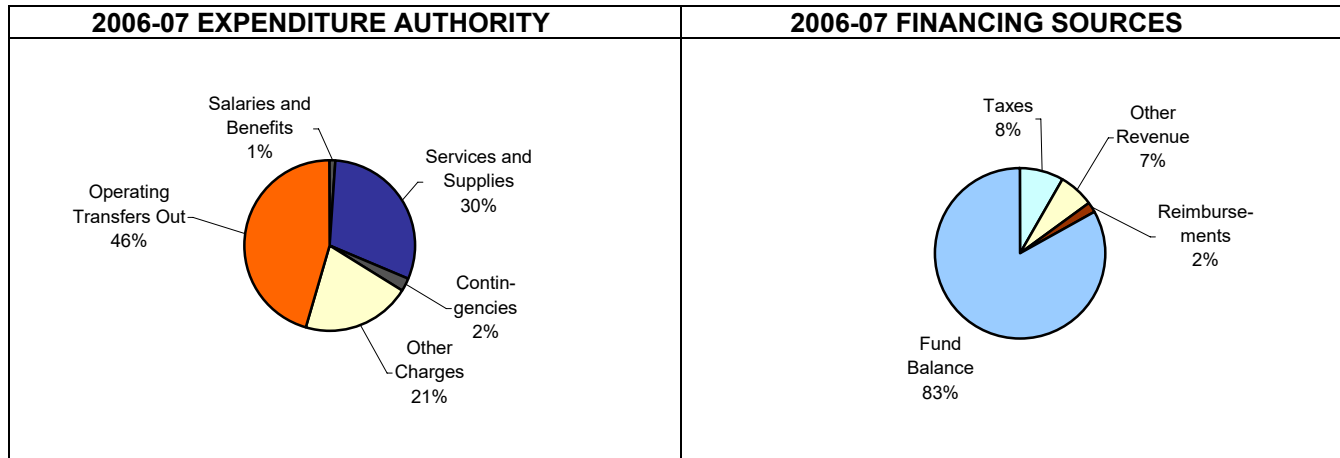 2006-07 EXPENDITURE AUTHORITY
Salaries and
Benefits
1%
Services and
Supplies
30%
Operating
Transfers Out
46%
Contin-
gencies
2%
Other
Charges
21%
2006-07 FINANCING SOURCES
Taxes
8%
Other
Revenue
7%
Reimburse-
ments
2%
Fund
Balance
83%